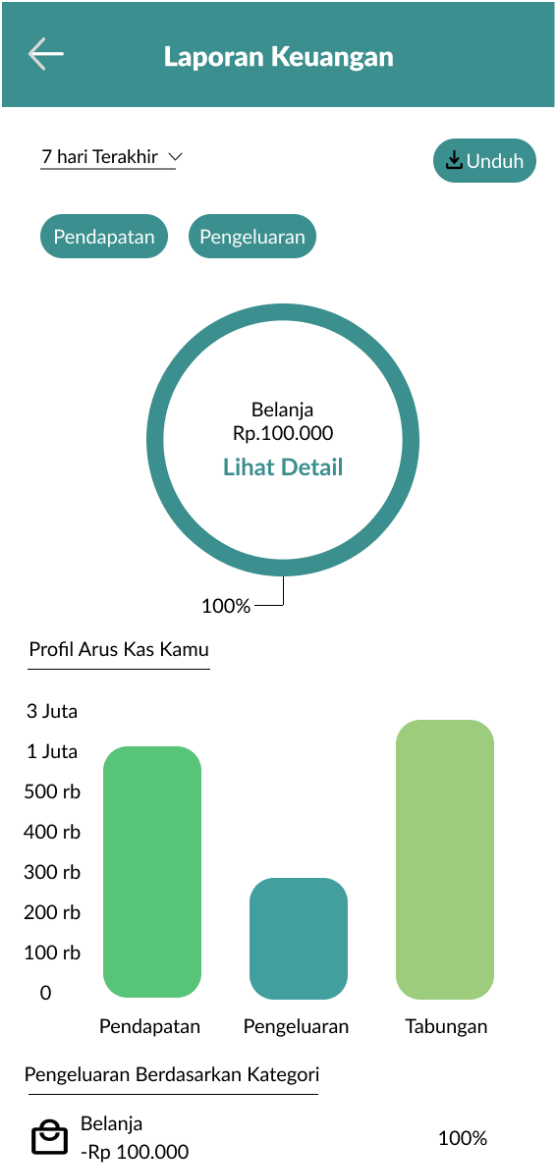 Laporan Keuangan
7 hari Terakhir
Unduh
Pendapatan
Pengeluaran
Belanja
Rp.100.000
Lihat Detail
100%
Profil Arus Kas Kamu
3 Juta
1 Juta
500 rb
400 rb
300 rb
200 rb
100 rb
0
Pendapatan
Pengeluaran
Tabungan
Pengeluaran Berdasarkan Kategori
Belanja
-Rp 100.000
100%